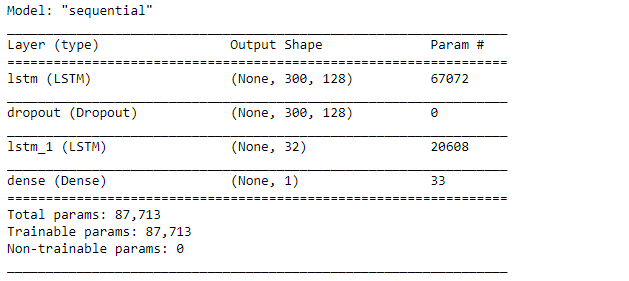 Model: "sequential"
_________________________________________________________________
Layer (type) Output Shape Param #
=================================================================
lstm (LSTM) (None, 300, 128) 67072
_________________________________________________________________
dropout (Dropout) (None, 300, 128) 0
_________________________________________________________________
lstm_1 (LSTM) (None, 32) 20608
_________________________________________________________________
dense (Dense) (None, 1) 33
=================================================================
Total params: 87,713
Trainable params: 87,713
Non-trainable params: 0
_________________________________________________________________